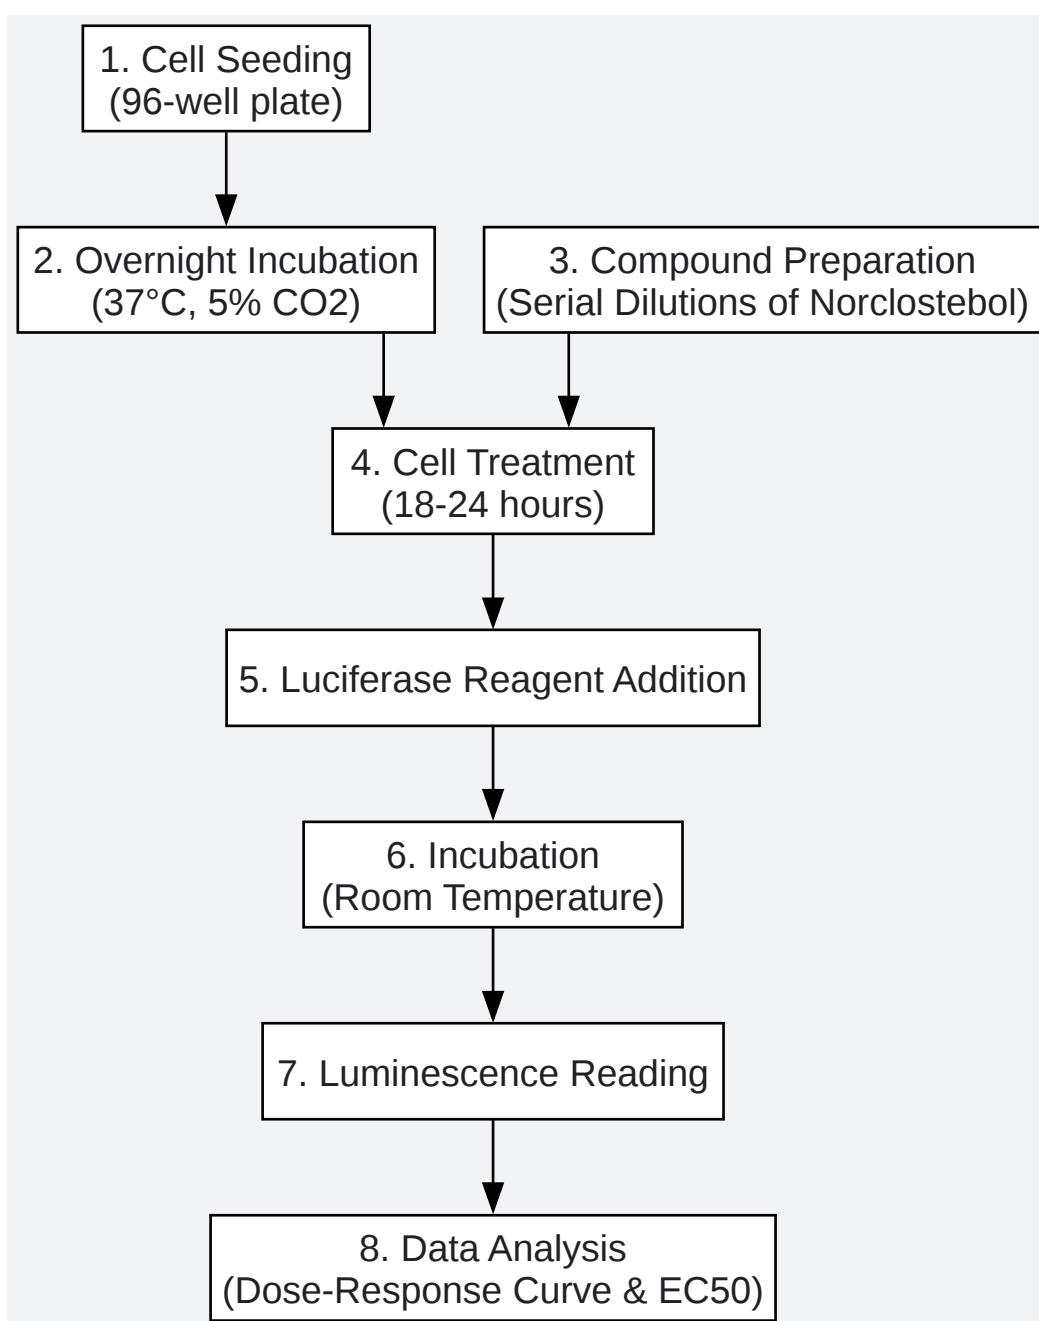 1. Cell Seeding
(96-well plate)
2. Overnight Incubation
(37°C, 5% CO2)
3. Compound Preparation
(Serial Dilutions of Norclostebol)
4. Cell Treatment
(18-24 hours)
5. Luciferase Reagent Addition
6. Incubation
(Room Temperature)
7. Luminescence Reading
8. Data Analysis
(Dose-Response Curve & EC50)